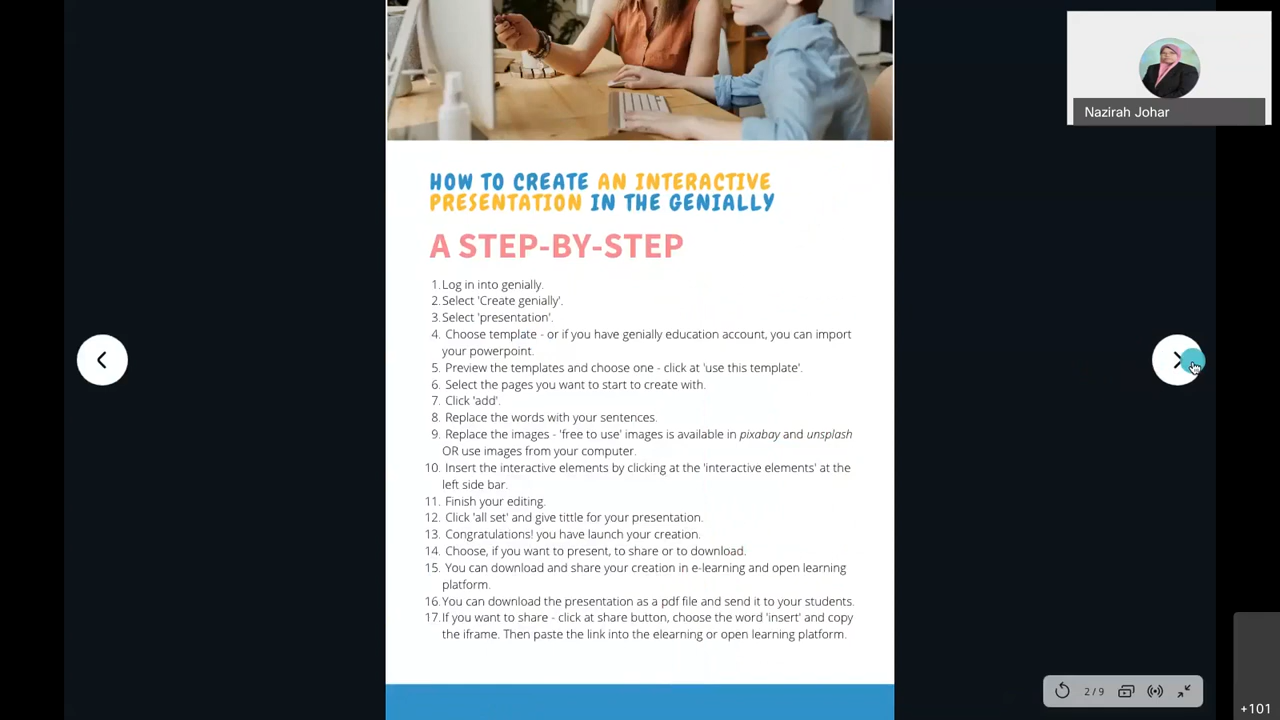 Nazirah Johar
HOW TO CREATE AN INTERACTIVE
PRESENTATION IN THE GENIALLY
A STEP-BY-STEP
1. Log in into genially.
2. Select 'Create genially'.
3. Select 'presentation'.
4. Choose template - or if you have genially education account, you can import
your powerpoint.
5. Preview the templates and choose one - click at 'use this template'.
6. Select the pages you want to start to create with.
7. Click 'add'.
8. Replace the words with your sentences.
9. Replace the images - 'free to use' images is available in pixabay and unsplash
OR use images from your computer.
10. Insert the interactive elements by clicking at the 'interactive elements' at the
left side bar.
11. Finish your editing.
12. Click 'all set' and give tittle for your presentation.
13. Congratulations! you have launch your creation.
14. Choose, if you want to present, to share or to download.
15. You can download and share your creation in e-learning and open learning
platform.
16. You can download the presentation as a pdf file and send it to your students.
17. If you want to share - click at share button, choose the word 'insert' and copy
the iframe. Then paste the link into the elearning or open learning platform.
2 / 9
+101